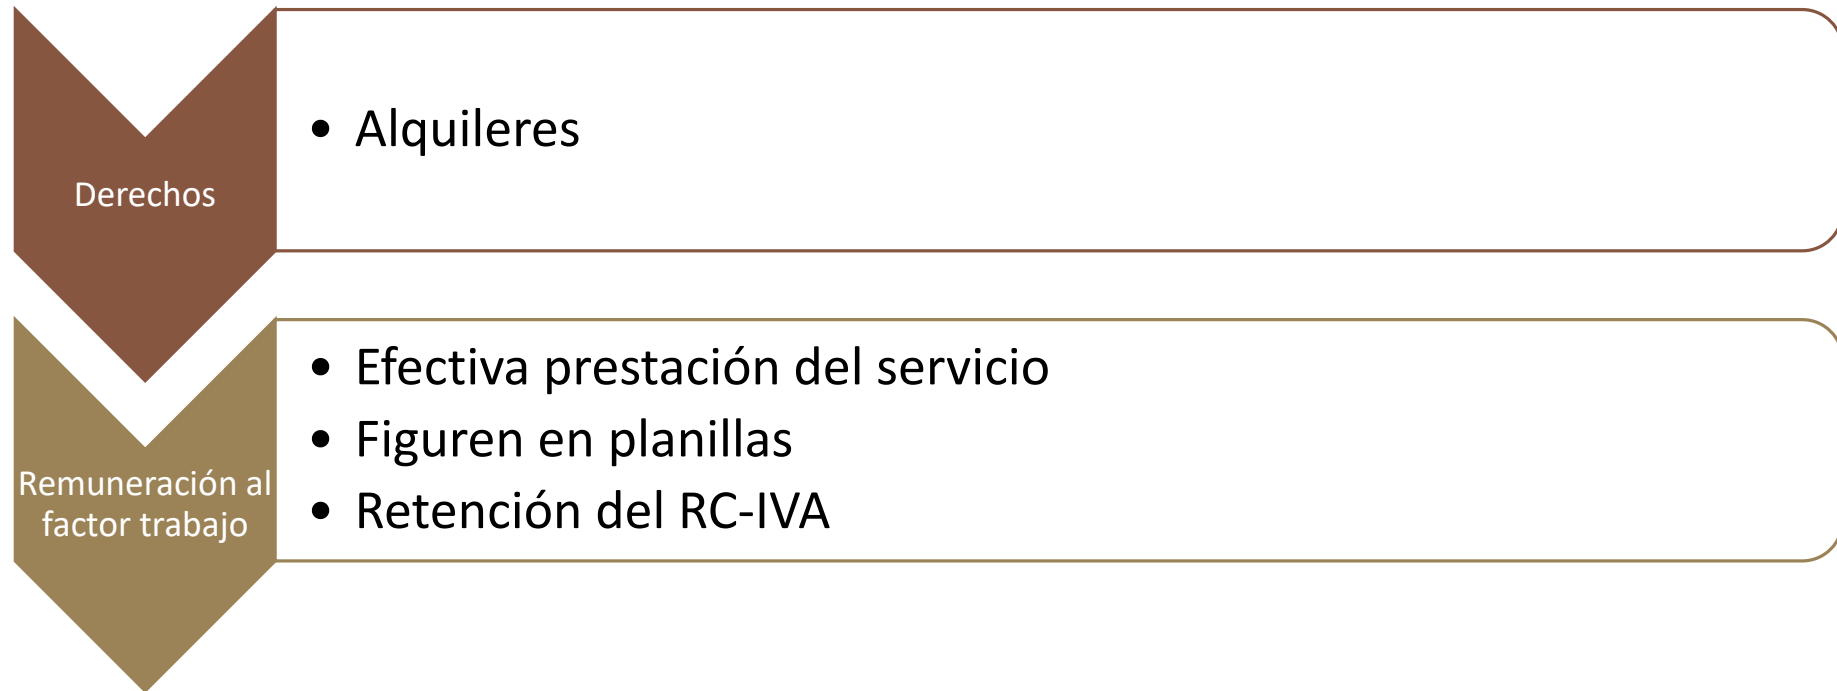 Derechos
• Alquileres
Remuneración al
factor trabajo
• Efectiva prestación del servicio
• Figuren en planillas
• Retención del RC-IVA